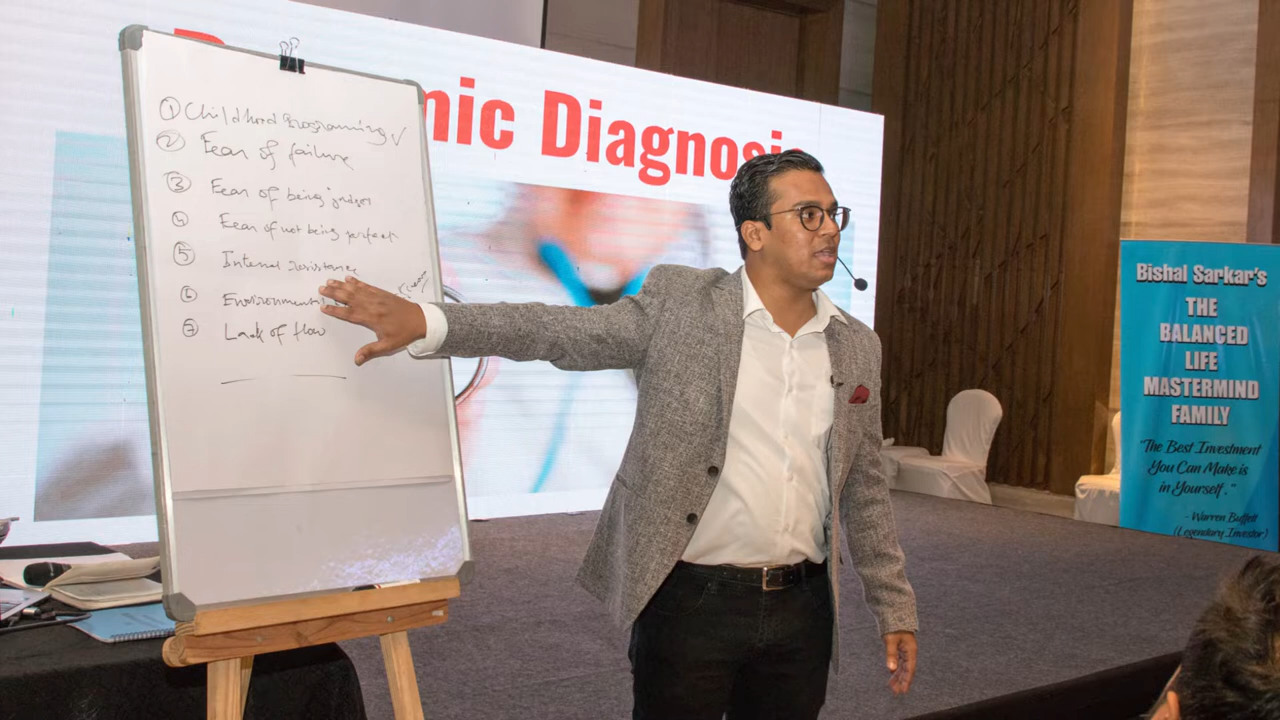 ① Childhood Programming ✓
② Fear of failure
③ Fear of being judged
④ Fear of not being perfect
⑤ Internal resistance
⑥ Environment
⑦ Lack of flow
mic Diagnosis
Bishal Sarkar's
THE
BALANCED
LIFE
MASTERMIND
FAMILY
"The Best Investment
You Can Make is
in Yourself."
- Warren Buffett
(Legendary Investor)